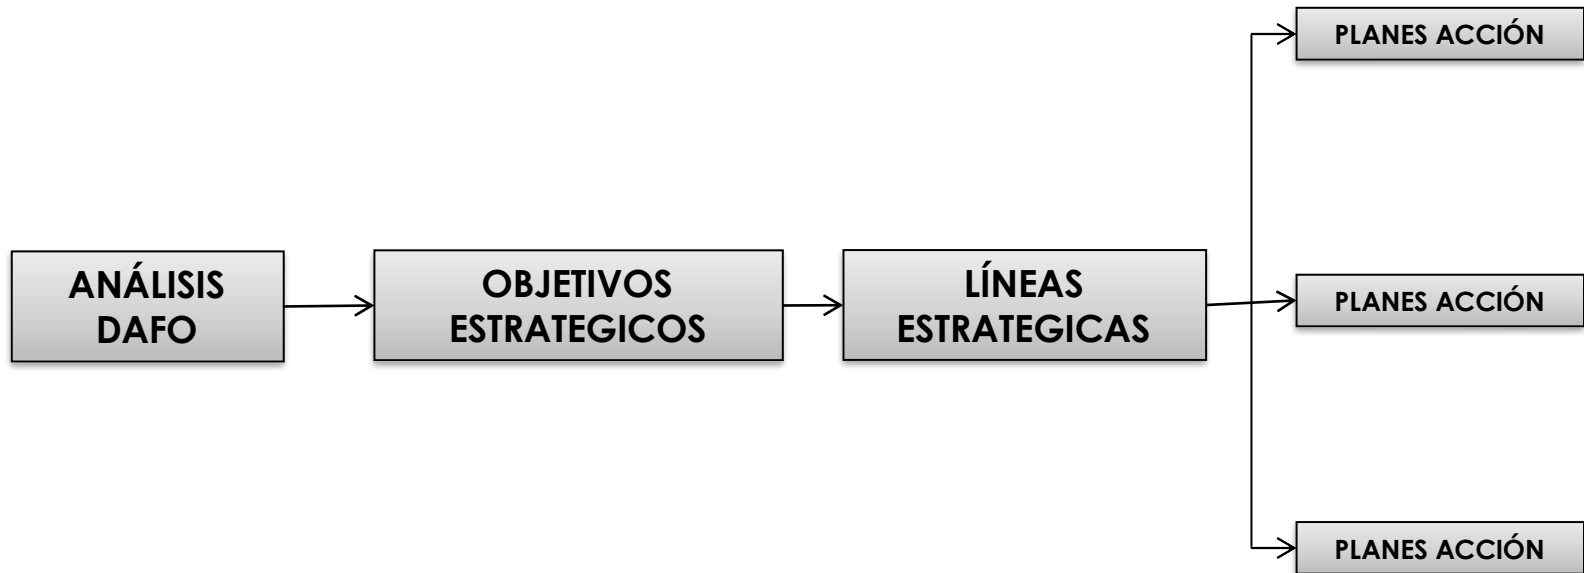 PLANES ACCIÓN
ANÁLISIS
DAFO
OBJETIVOS
ESTRATEGICOS
LÍNEAS
ESTRATEGICAS
PLANES ACCIÓN
PLANES ACCIÓN